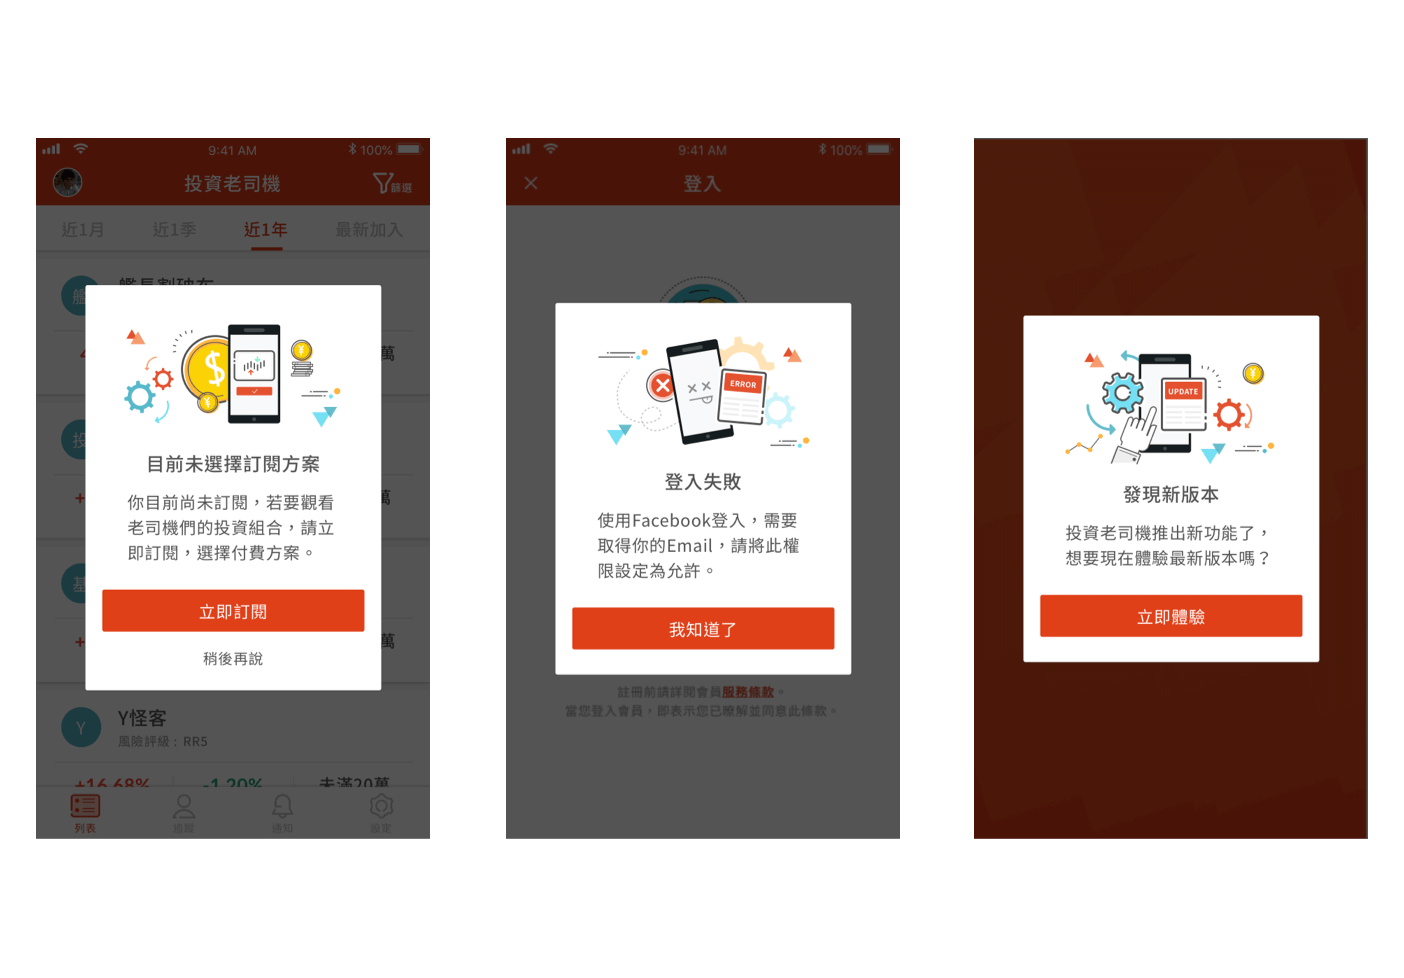 9:41 AM
100%
投資老司機
篩選
近1月
近1季
近1年
最新加入
艦長割破布
艦
萬
目前未選擇訂閱方案
你目前尚未訂閱，若要觀看
老司機們的投資組合，請立
即訂閱，選擇付費方案。
立即訂閱
稍後再說
投
+
萬
基
+
萬
Y
Y怪客
風險評級：RR5
+16.68%
-1.20%
未滿20萬
列表
追蹤
通知
設定
9:41 AM
100%
登入
ERROR
登入失敗
使用Facebook登入，需要
取得你的Email，請將此權
限設定為允許。
我知道了
註冊前請詳閱會員服務條款。
當您登入會員，即表示您已瞭解並同意此條款。
UPDATE
發現新版本
投資老司機推出新功能了，
想要現在體驗最新版本嗎？
立即體驗